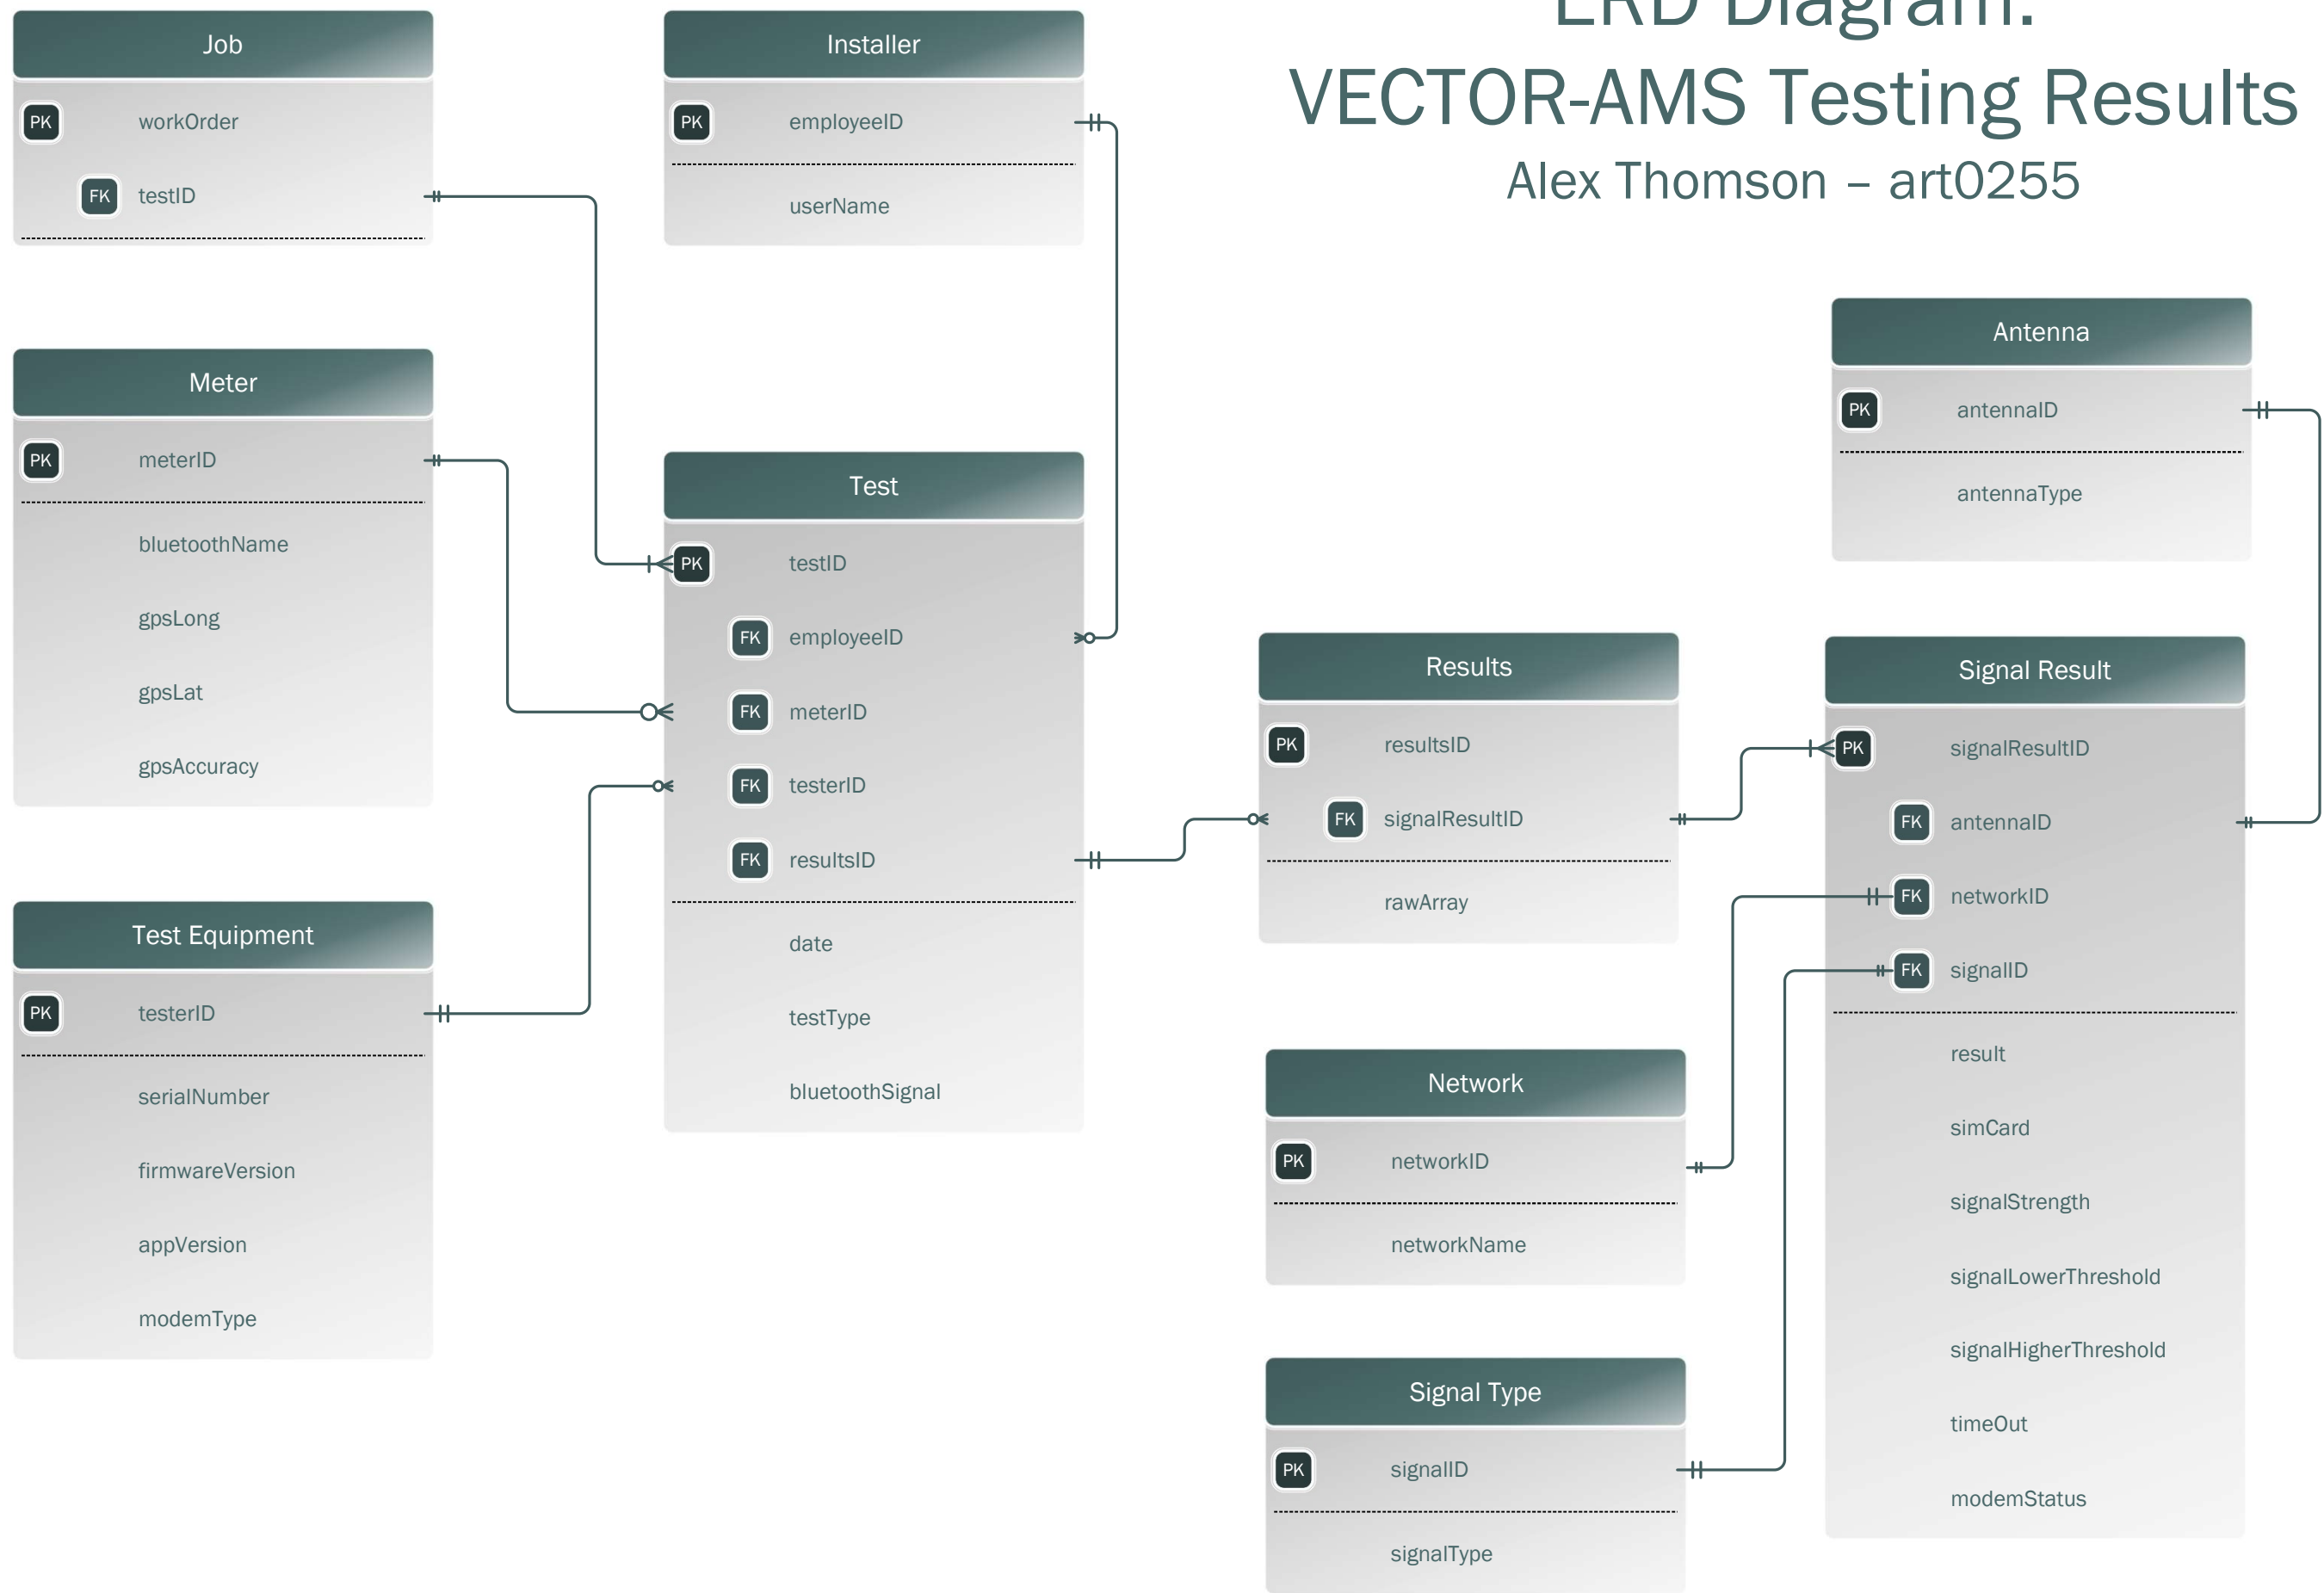 ERD Diagram:
VECTOR-AMS Testing Results
Alex Thomson – art0255
Job
PK workOrder
FK testID
Installer
PK employeeID
userName
Meter
PK meterID
bluetoothName
gpsLong
gpsLat
gpsAccuracy
Test
PK testID
FK employeeID
FK meterID
FK testerID
FK resultsID
date
testType
bluetoothSignal
Test Equipment
PK testerID
serialNumber
firmwareVersion
appVersion
modemType
Results
PK resultsID
FK signalResultID
rawArray
Antenna
PK antennaID
antennaType
Signal Result
PK signalResultID
FK antennaID
FK networkID
FK signalID
result
simCard
signalStrength
signalLowerThreshold
signalHigherThreshold
timeOut
modemStatus
Network
PK networkID
networkName
Signal Type
PK signalID
signalType